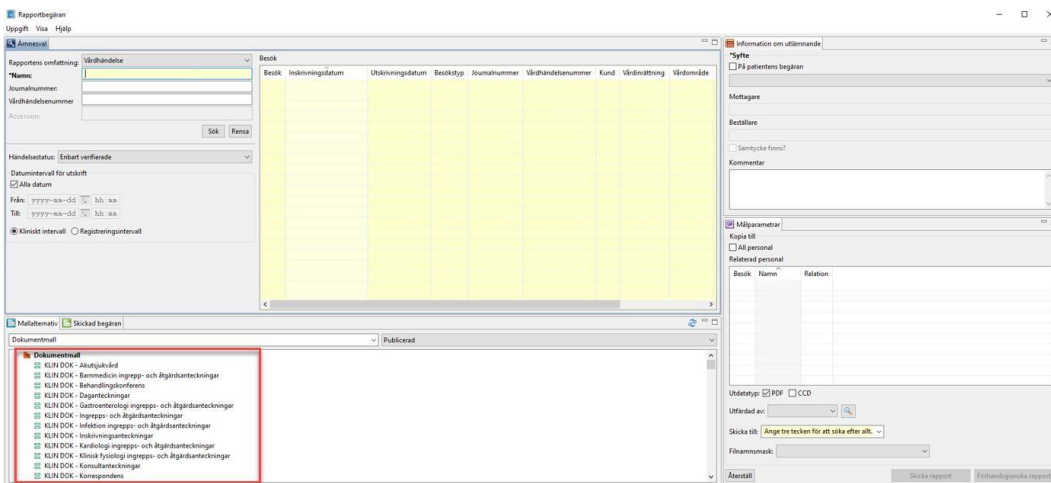 Rapportbegäran
Uppgift Visa Hjälp
Ämnesval
Rapportens omfattning: Vårdhändelse
*Namn:
Journalnummer:
Vårdhändelsenummer
Accession:
Sök Rensa
Händelsestatus: Enbart verifierade
Datumintervall för utskrift
Alla datum
Från: yyyy-mm-dd hh:mm
Till: yyyy-mm-dd hh:mm
Kliniskt intervall Registreringsintervall
Besök
Besök Inskrivningsdatum Utskrivningsdatum Besökstyp Journalnummer Vårdhändelsenummer Kund Vårdinrättning Vårdområde
Mallalternativ Skickad begäran
Dokumentmall Publicerad
Dokumentmall
KLIN DOK - Akutsjukvård
KLIN DOK - Barnmedicin ingrepp- och åtgärdsanteckningar
KLIN DOK - Behandlingskonferens
KLIN DOK - Daganteckningar
KLIN DOK - Gastroenterologi ingrepps- och åtgärdsanteckningar
KLIN DOK - Ingrepps- och åtgärdsanteckningar
KLIN DOK - Infektion ingrepps- och åtgärdsanteckningar
KLIN DOK - Inskrivningsanteckningar
KLIN DOK - Kardiologi ingrepps- och åtgärdsanteckningar
KLIN DOK - Klinisk fysiologi ingrepps- och åtgärdsanteckningar
KLIN DOK - Konsultanteckningar
KLIN DOK - Korrespondens
Information om utlämnande
*Syfte
På patientens begäran
Mottagare
Beställare
Samtycke finns?
Kommentar
Målparametrar
Kopia till
All personal
Relaterad personal
Besök Namn Relation
Utdatatyp: PDF CCD
Utfärdad av:
Skicka till: Ange tre tecken för att söka efter allt.
Filnamnsmask:
Återställ Skicka rapport Förhandsgranska rapport